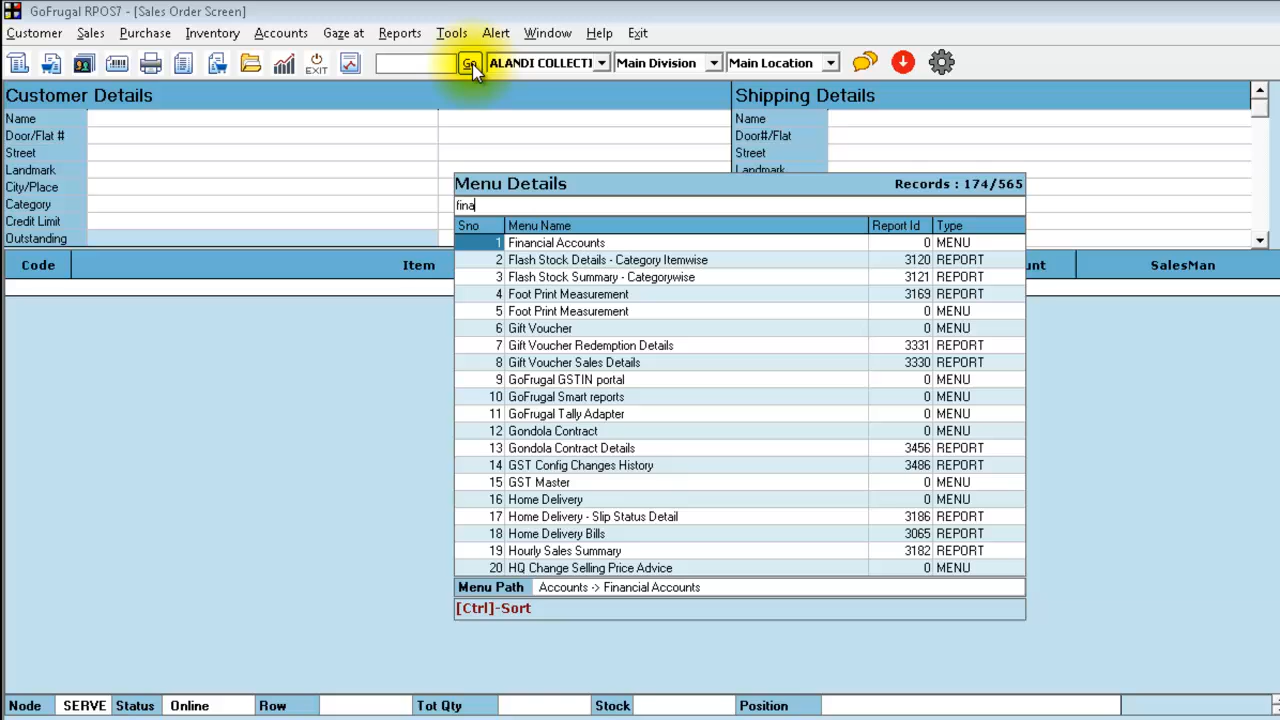 GoFrugal RPOS7 - [Sales Order Screen]
Customer Sales Purchase Inventory Accounts Gaze at Reports Tools Alert Window Help Exit
EXIT Go ALANDI COLLECTI Main Division Main Location
Customer Details Shipping Details
Name Name
Door/Flat # Door#/Flat
Street Street
Landmark Landmark
City/Place
Category
Credit Limit
Outstanding
Menu Details Records : 174/565
fina
Sno Menu Name Report Id Type
1 Financial Accounts 0 MENU
2 Flash Stock Details - Category Itemwise 3120 REPORT
3 Flash Stock Summary - Categorywise 3121 REPORT
4 Foot Print Measurement 3169 REPORT
5 Foot Print Measurement 0 MENU
6 Gift Voucher 0 MENU
7 Gift Voucher Redemption Details 3331 REPORT
8 Gift Voucher Sales Details 3330 REPORT
9 GoFrugal GSTIN portal 0 MENU
10 GoFrugal Smart reports 0 MENU
11 GoFrugal Tally Adapter 0 MENU
12 Gondola Contract 0 MENU
13 Gondola Contract Details 3456 REPORT
14 GST Config Changes History 3486 REPORT
15 GST Master 0 MENU
16 Home Delivery 0 MENU
17 Home Delivery - Slip Status Detail 3186 REPORT
18 Home Delivery Bills 3065 REPORT
19 Hourly Sales Summary 3182 REPORT
20 HQ Change Selling Price Advice 0 MENU
Menu Path Accounts -> Financial Accounts
[Ctrl]-Sort
Code Item unt SalesMan
Node SERVE Status Online Row Tot Qty Stock Position